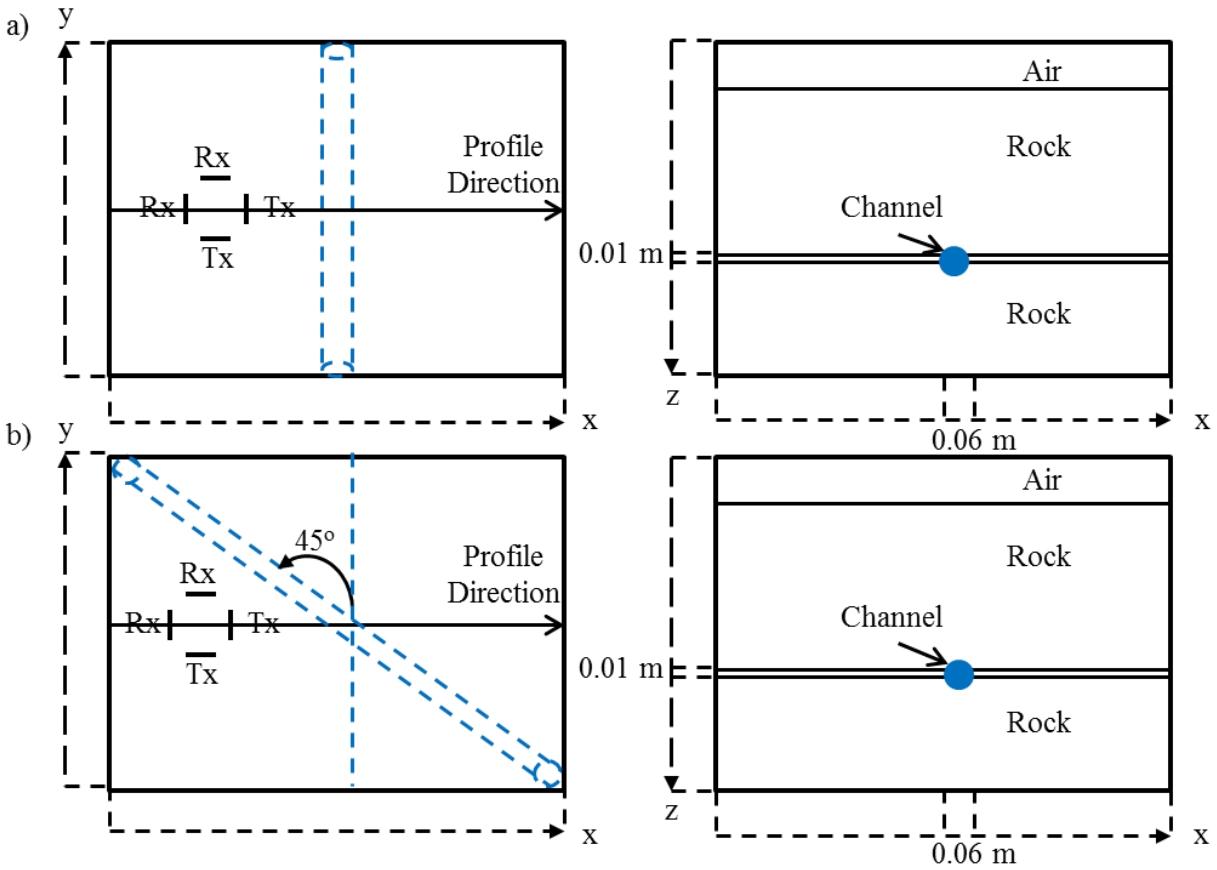 a)
y
Rx
Rx
Tx
Tx
Profile
Direction
x
Air
Rock
Channel
0.01 m
Rock
z
x
0.06 m
b)
y
45º
Rx
Rx
Tx
Tx
Profile
Direction
x
Air
Rock
Channel
0.01 m
Rock
z
x
0.06 m